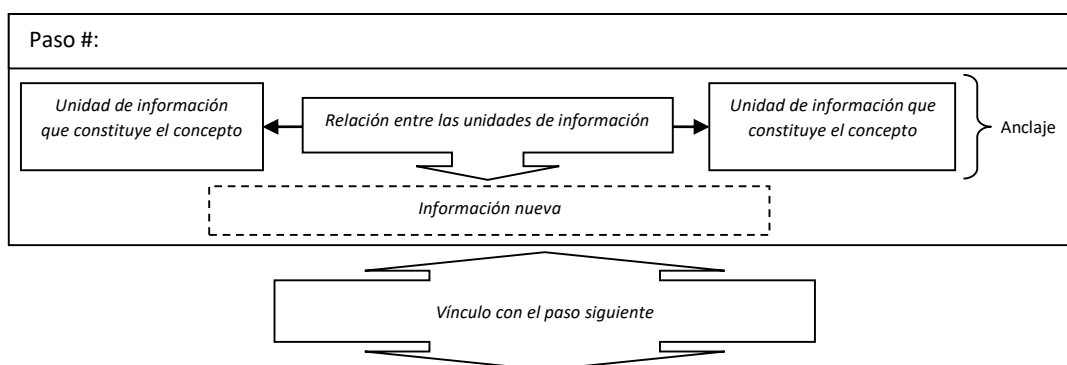 Paso #:
Unidad de información
que constituye el concepto
Relación entre las unidades de información
Unidad de información que
constituye el concepto
Anclaje
Información nueva
Vínculo con el paso siguiente